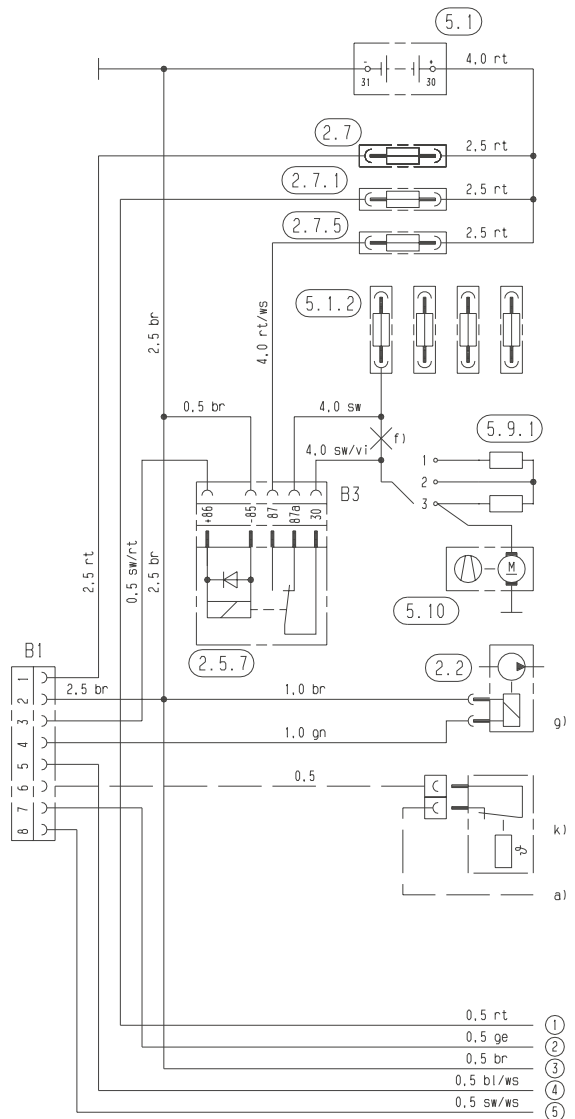 5.1
- +
31 30
4,0 rt
2.7
2,5 rt
2.7.1
2,5 rt
2.7.5
2,5 rt
5.1.2
2,5 br
4,0 rt/ws
0,5 br
4,0 sw
f)
4,0 sw/vi
5.9.1
1
2
3
B3
+86
-85
87
87a
30
M
5.10
2,5 rt
0,5 sw/rt
2,5 br
2.5.7
B1
2.2
1
2
3
4
5
6
7
8
2,5 br
1,0 br
g)
1,0 gn
0,5
k)
ϑ
a)
0,5 rt 1
0,5 ge 2
0,5 br 3
0,5 bl/ws 4
0,5 sw/ws 5